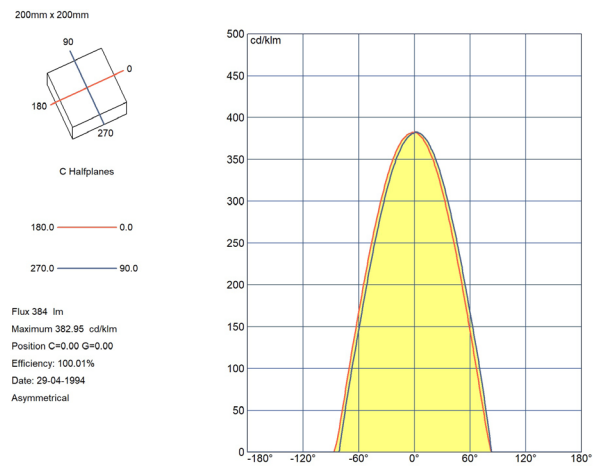 200mm x 200mm
90
0
180
270
C Halfplanes
180.0 0.0
270.0 90.0
Flux 384 lm
Maximum 382.95 cd/klm
Position C=0.00 G=0.00
Efficiency: 100.01%
Date: 29-04-1994
Asymmetrical
500
cd/klm
450
400
350
300
250
200
150
100
50
0
-180° -120° -60° 0° 60° 120° 180°